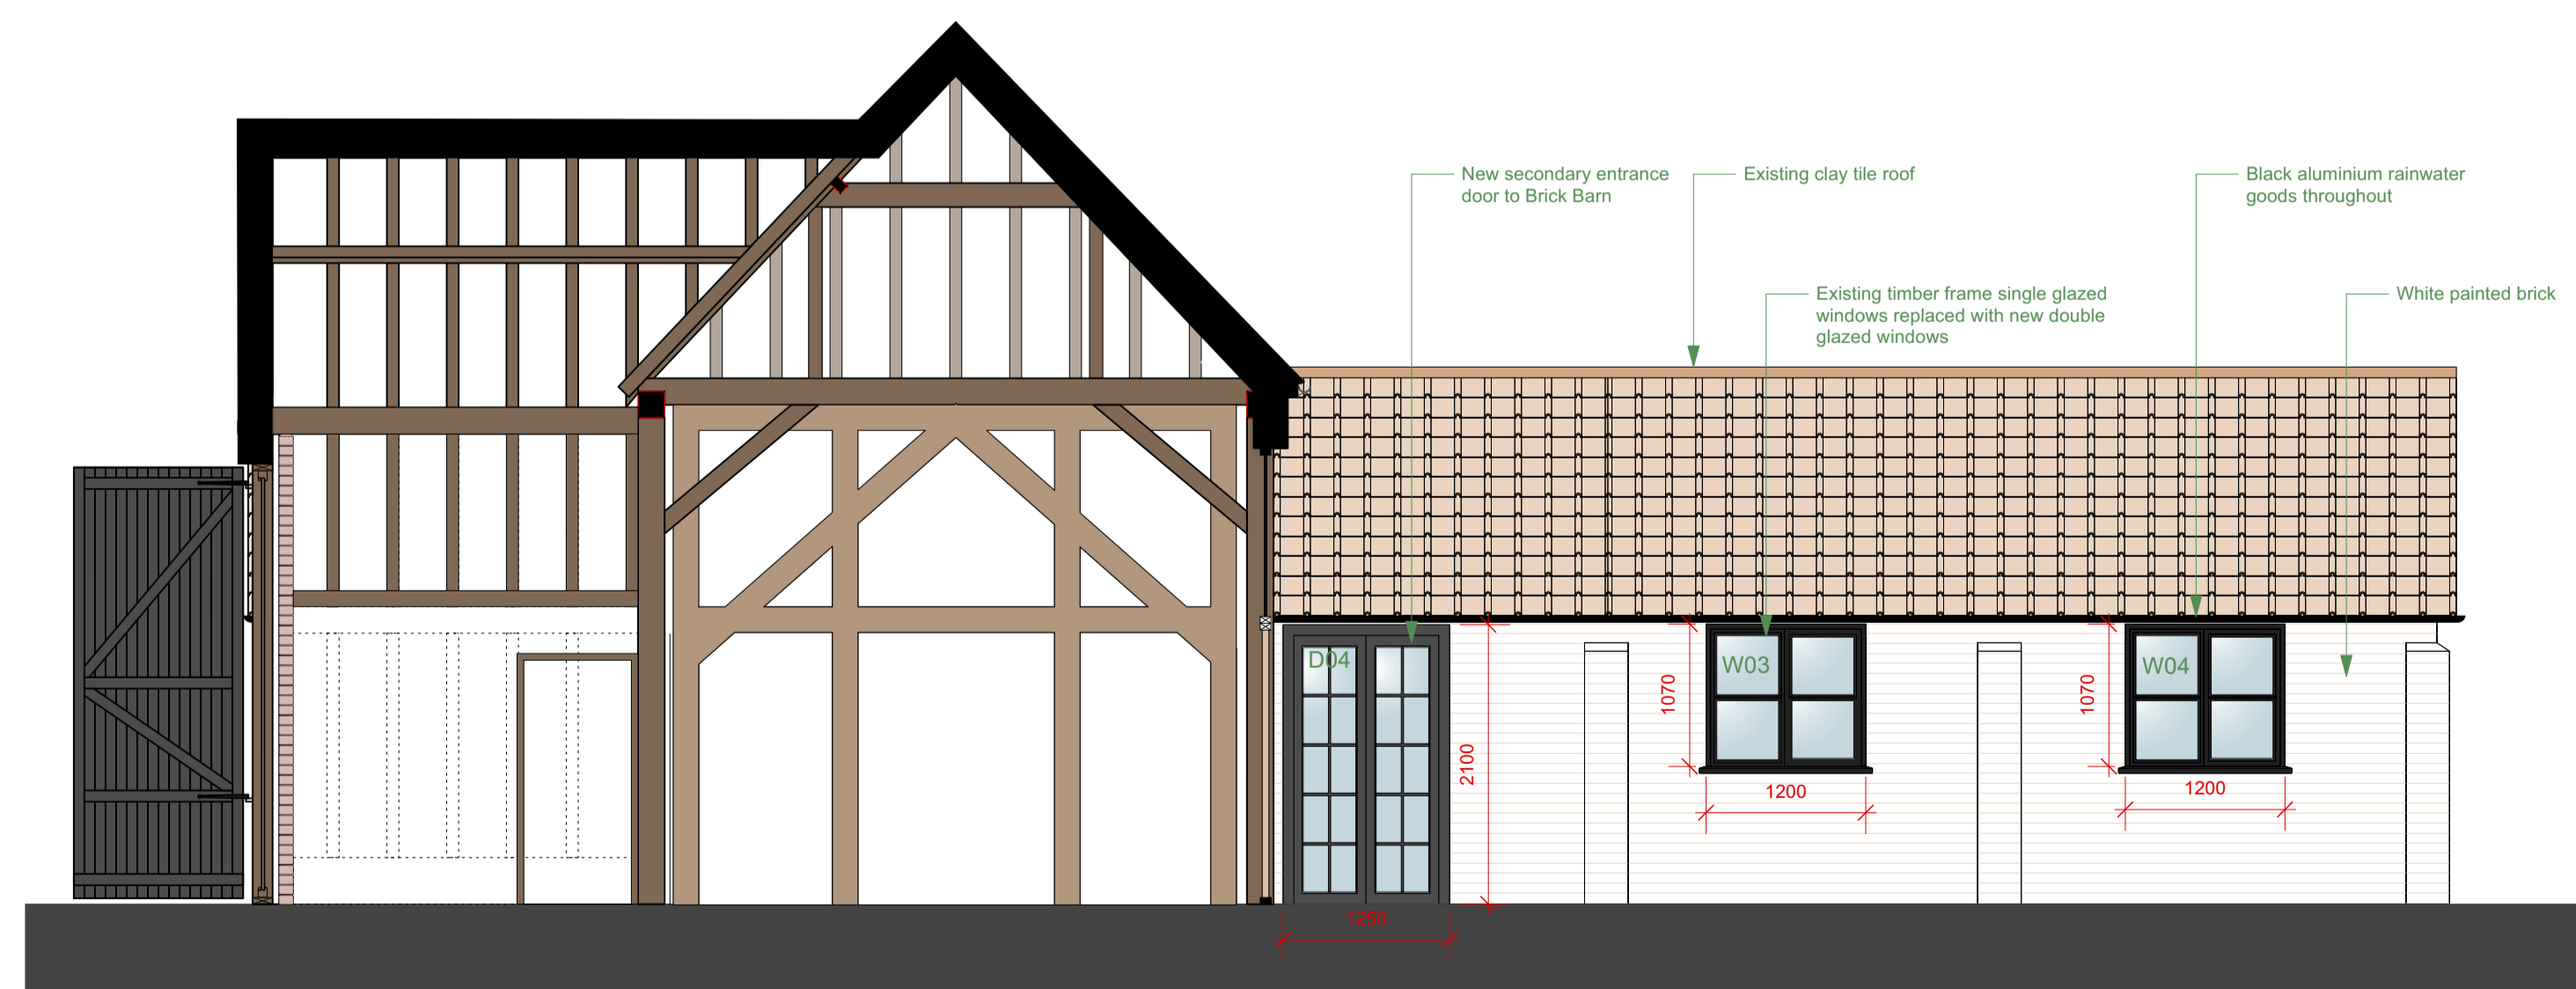 New secondary entrance
door to Brick Barn
Existing clay tile roof
Black aluminium rainwater
goods throughout
Existing timber frame single glazed
windows replaced with new double
glazed windows
White painted brick
D04
W03
W04
1070
1070
2100
1200
1200
1250